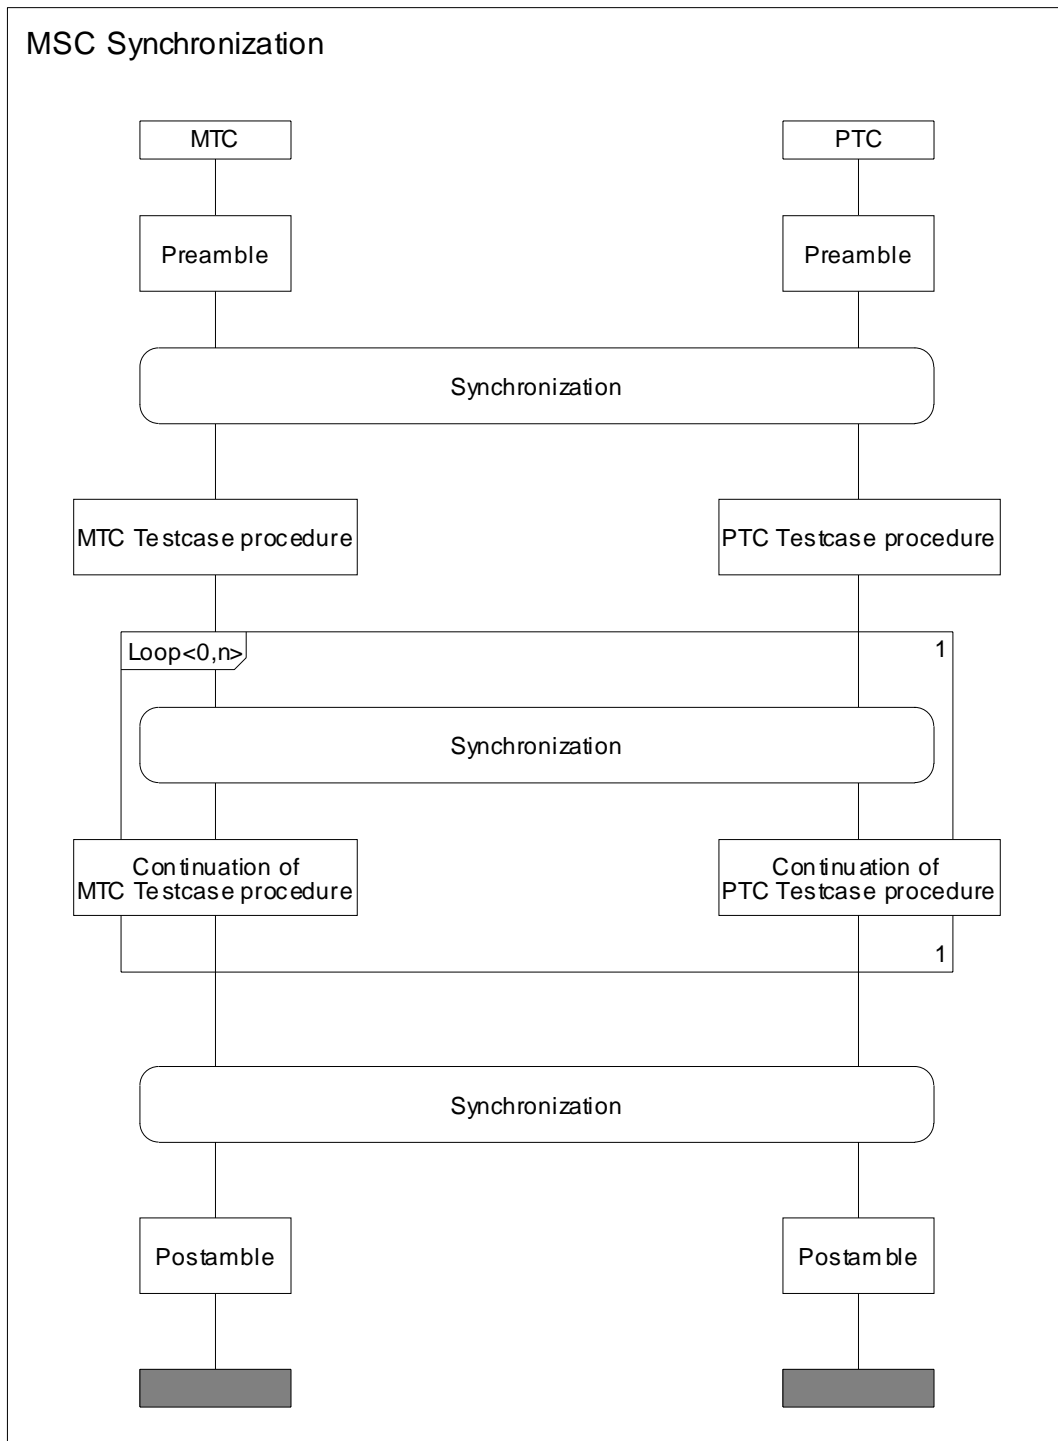 MSC Synchronization
MTC
PTC
Preamble
Preamble
Synchronization
MTC Testcase procedure
PTC Testcase procedure
Loop<0,n>
1
Synchronization
Continuation of
MTC Testcase procedure
Continuation of
PTC Testcase procedure
1
Synchronization
Postamble
Postamble